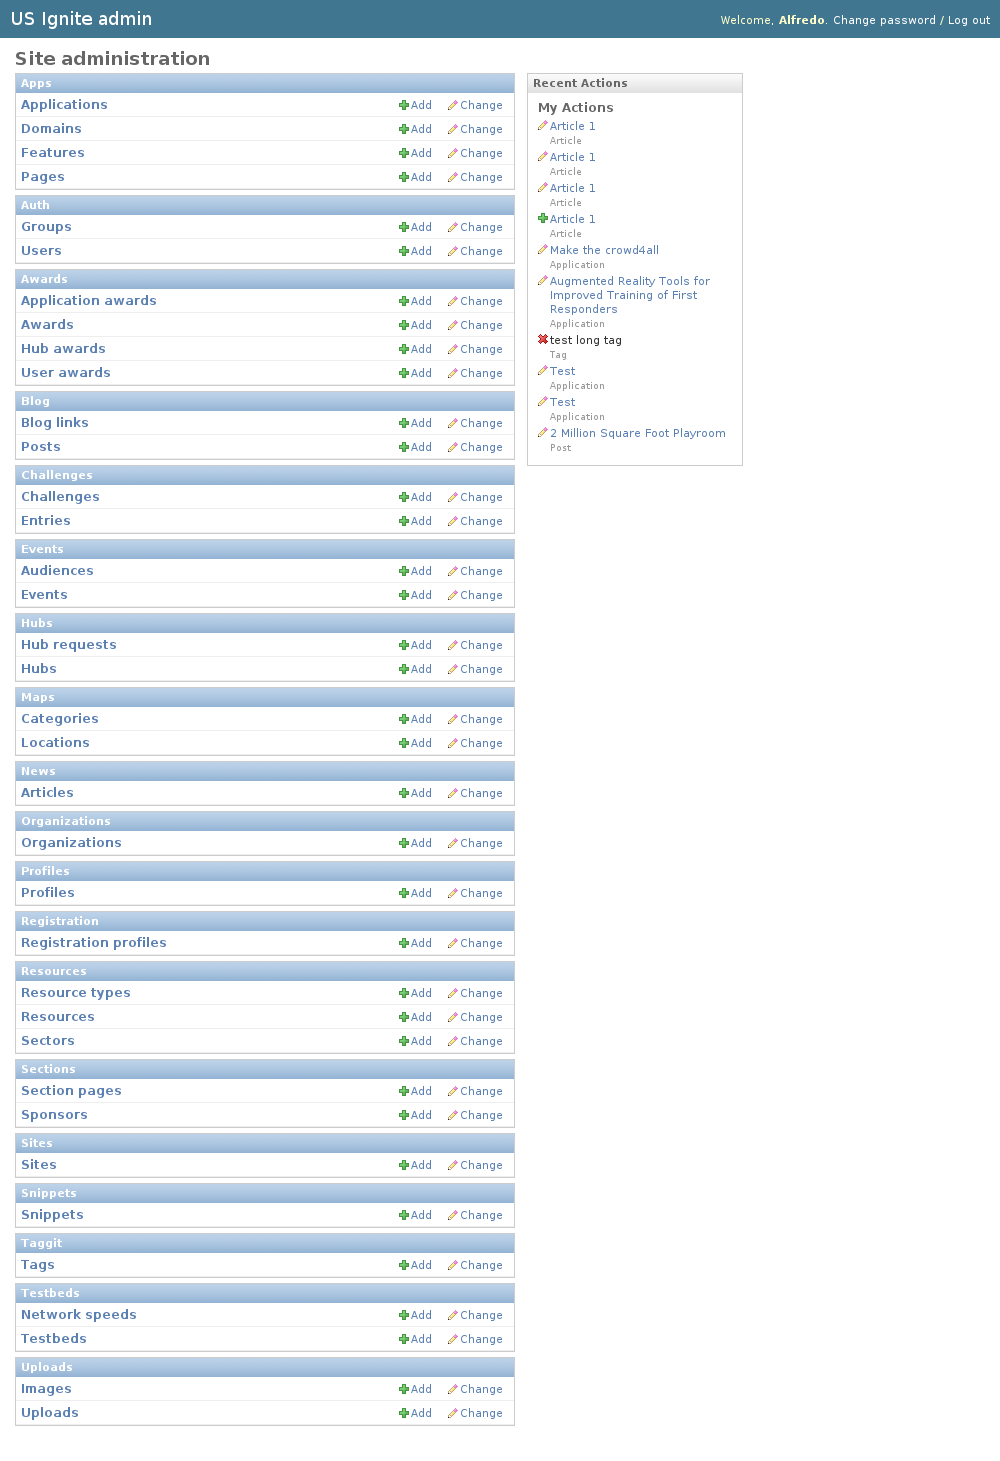 US Ignite admin
Welcome, Alfredo. Change password / Log out
Site administration
Apps
Applications Add Change
Domains Add Change
Features Add Change
Pages Add Change
Auth
Groups Add Change
Users Add Change
Awards
Application awards Add Change
Awards Add Change
Hub awards Add Change
User awards Add Change
Blog
Blog links Add Change
Posts Add Change
Challenges
Challenges Add Change
Entries Add Change
Events
Audiences Add Change
Events Add Change
Hubs
Hub requests Add Change
Hubs Add Change
Maps
Categories Add Change
Locations Add Change
News
Articles Add Change
Organizations
Organizations Add Change
Profiles
Profiles Add Change
Registration
Registration profiles Add Change
Resources
Resource types Add Change
Resources Add Change
Sectors Add Change
Sections
Section pages Add Change
Sponsors Add Change
Sites
Sites Add Change
Snippets
Snippets Add Change
Taggit
Tags Add Change
Testbeds
Network speeds Add Change
Testbeds Add Change
Uploads
Images Add Change
Uploads Add Change
Recent Actions
My Actions
Article 1
Article
Article 1
Article
Article 1
Article
Article 1
Article
Make the crowd4all
Application
Augmented Reality Tools for
Improved Training of First
Responders
Application
test long tag
Tag
Test
Application
Test
Application
2 Million Square Foot Playroom
Post